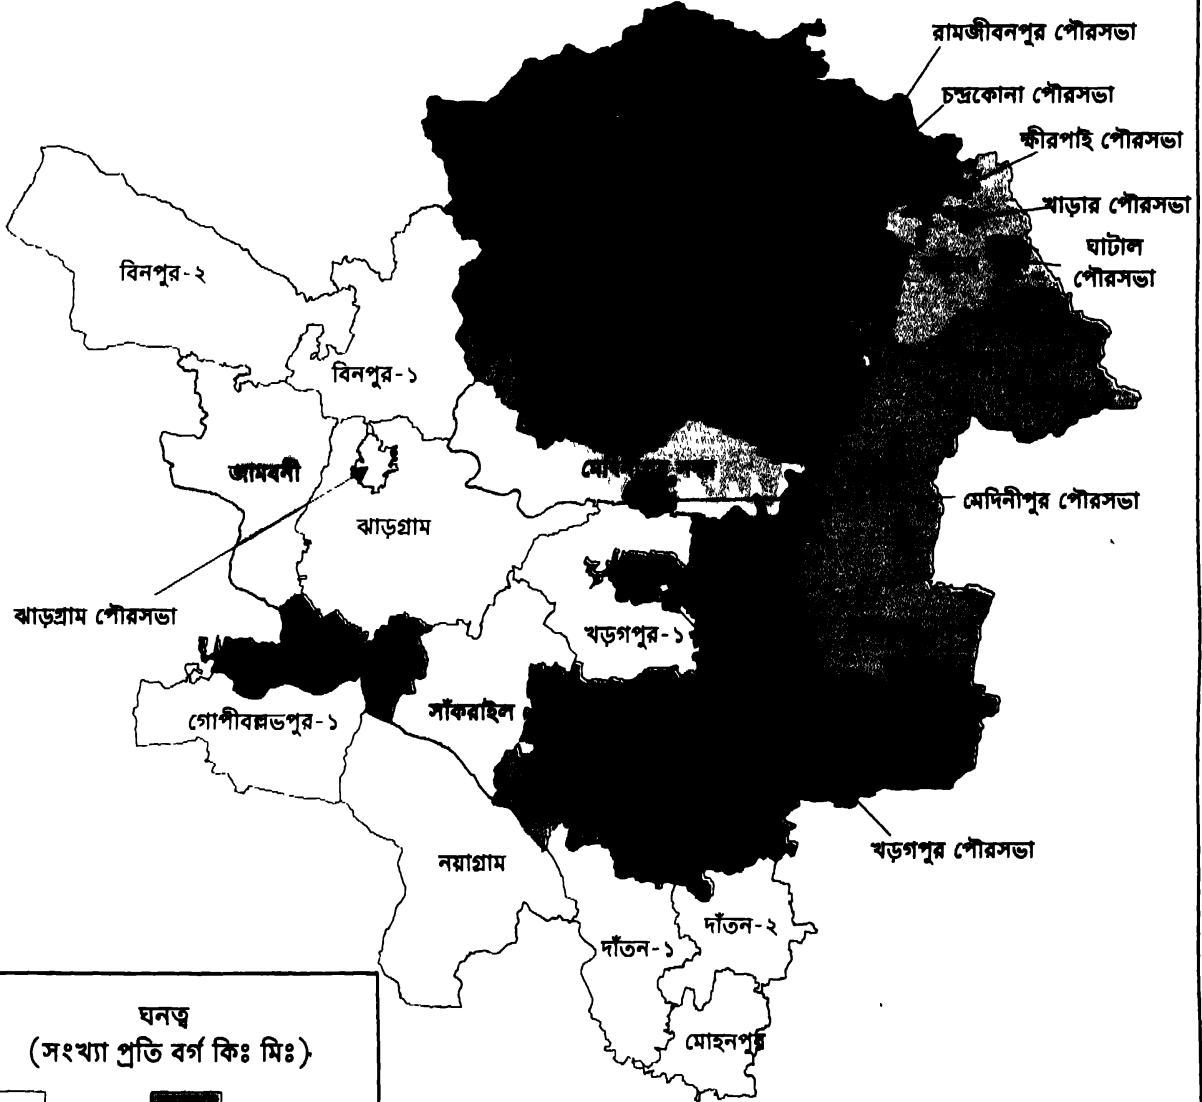 রামজীবনপুর পৌরসভা
চন্দ্রকোনা পৌরসভা
ক্ষীরপাই পৌরসভা
খাড়ার পৌরসভা
ঘাটাল
পৌরসভা
বিনপুর-২
বিনপুর-১
জামবনী
ঝাড়গ্রাম
মেদিনীপুর পৌরসভা
ঝাড়গ্রাম পৌরসভা
খড়গপুর-১
গোপীবল্লভপুর-১
সাঁকরাইল
নয়াগ্রাম
খড়গপুর পৌরসভা
দাঁতন-২
দাঁতন-১
মোহনপুর
ঘনত্ব
(সংখ্যা প্রতি বর্গ কিঃ মিঃ)